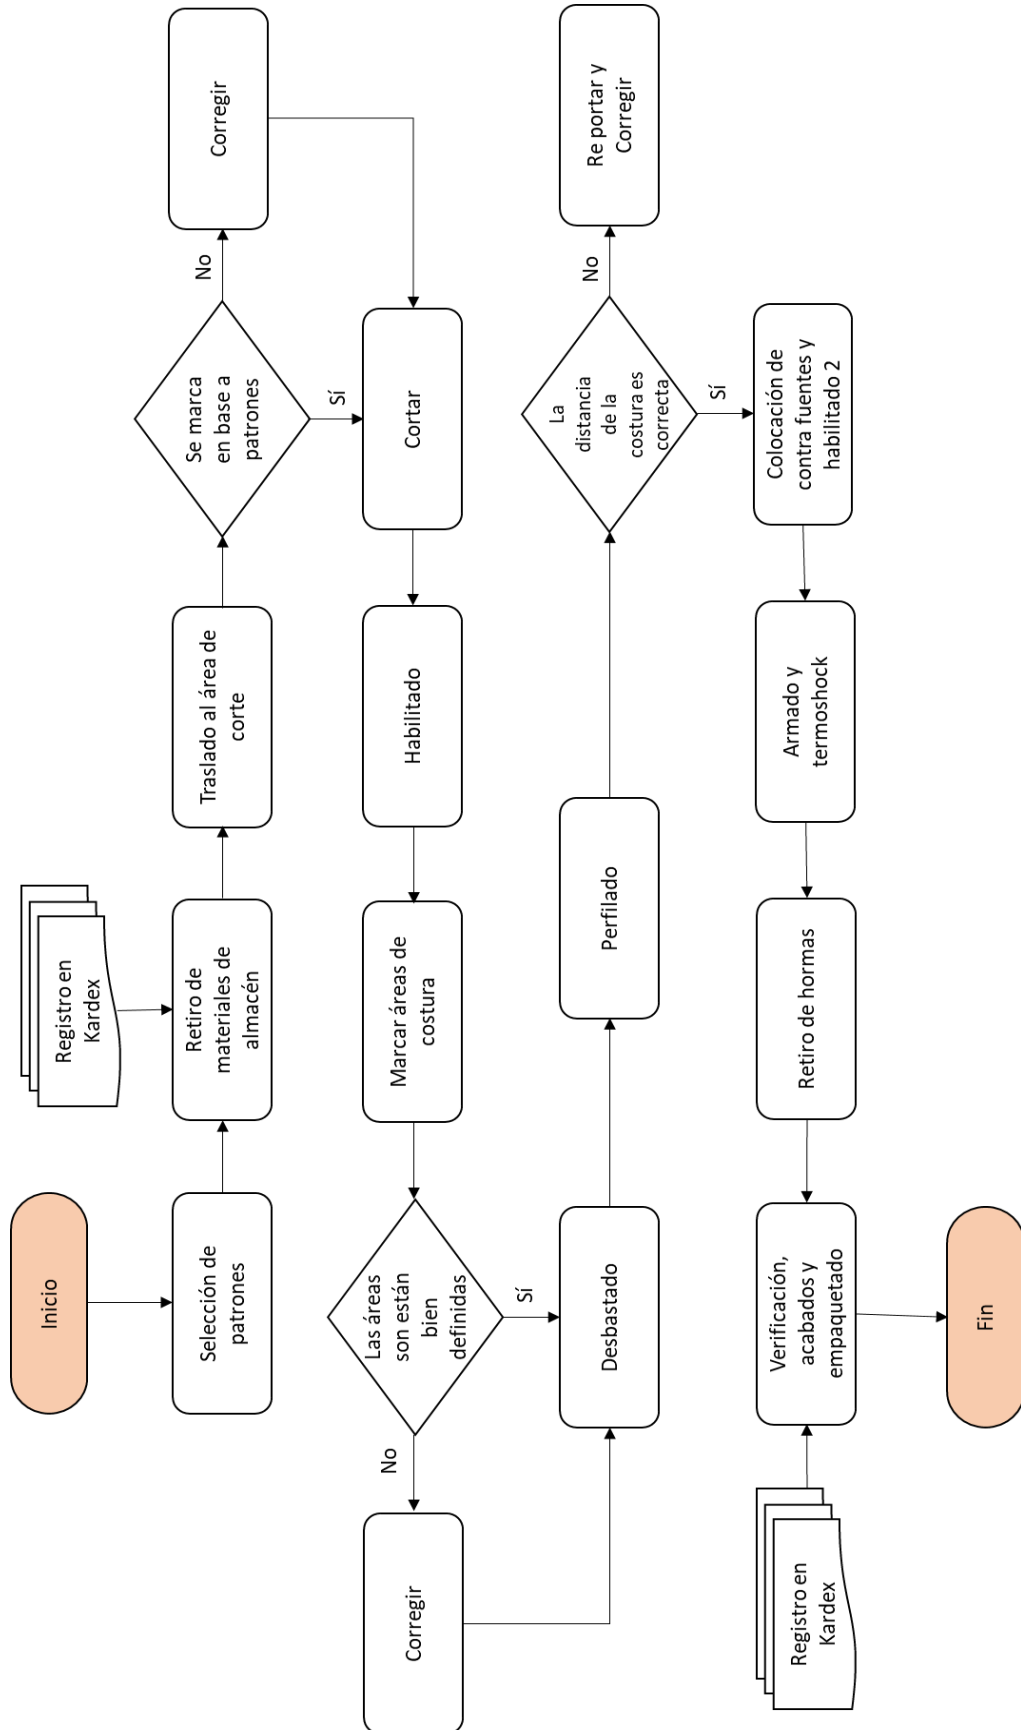 Inicio
Registro en
Kardex
Selección de
patrones
Retiro de
materiales de
almacén
Traslado al área de
corte
Se marca
en base a
patrones
No
Corregir
Sí
Cortar
Habilitado
Marcar áreas de
costura
Las áreas
son están
bien
definidas
No
Corregir
Sí
Desbastado
Perfilado
La
distancia
de la
costura es
correcta
No
Re portar y
Corregir
Sí
Colocación de
contra fuentes y
habilitado 2
Armado y
termoshock
Retiro de hormas
Verificación,
acabados y
empaquetado
Registro en
Kardex
Fin